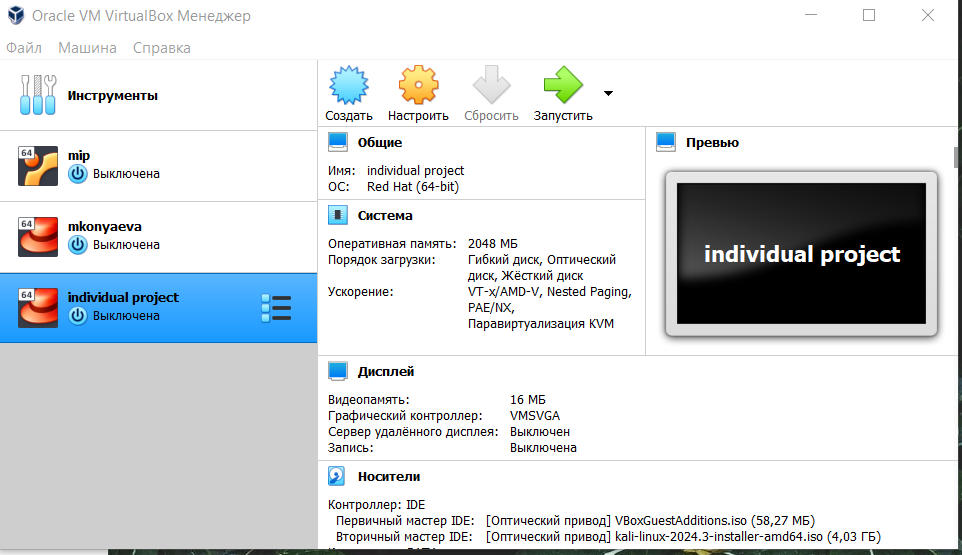 Oracle VM VirtualBox Менеджер
Файл Машина Справка
Инструменты
64
mip
Выключена
64
mkonyaeva
Выключена
64
individual project
Выключена
Создать Настроить Сбросить Запустить
Общие
Имя: individual project
ОС: Red Hat (64-bit)
Система
Оперативная память: 2048 МБ
Порядок загрузки: Гибкий диск, Оптический
диск, Жёсткий диск
Ускорение: VT-x/AMD-V, Nested Paging,
PAE/NX,
Паравиртуализация KVM
Превью
individual project
Дисплей
Видеопамять: 16 МБ
Графический контроллер: VMSVGA
Сервер удалённого дисплея: Выключен
Запись: Выключена
Носители
Контроллер: IDE
Первичный мастер IDE: [Оптический привод] VBoxGuestAdditions.iso (58,27 МБ)
Вторичный мастер IDE: [Оптический привод] kali-linux-2024.3-installer-amd64.iso (4,03 ГБ)